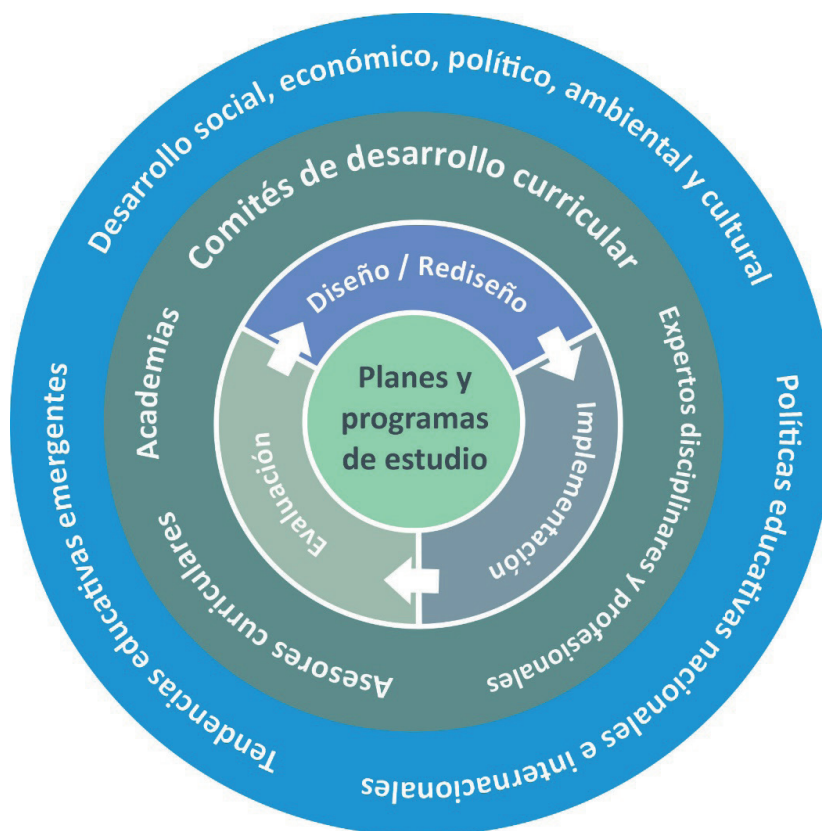 Desarrollo social, económico, político, ambiental y cultural
Políticas educativas nacionales e internacionales
Tendencias educativas emergentes
Comités de desarrollo curricular
Expertos disciplinares y profesionales
Asesores curriculares
Academias
Diseño / Rediseño
Implementación
Evaluación
Planes y
programas
de estudio